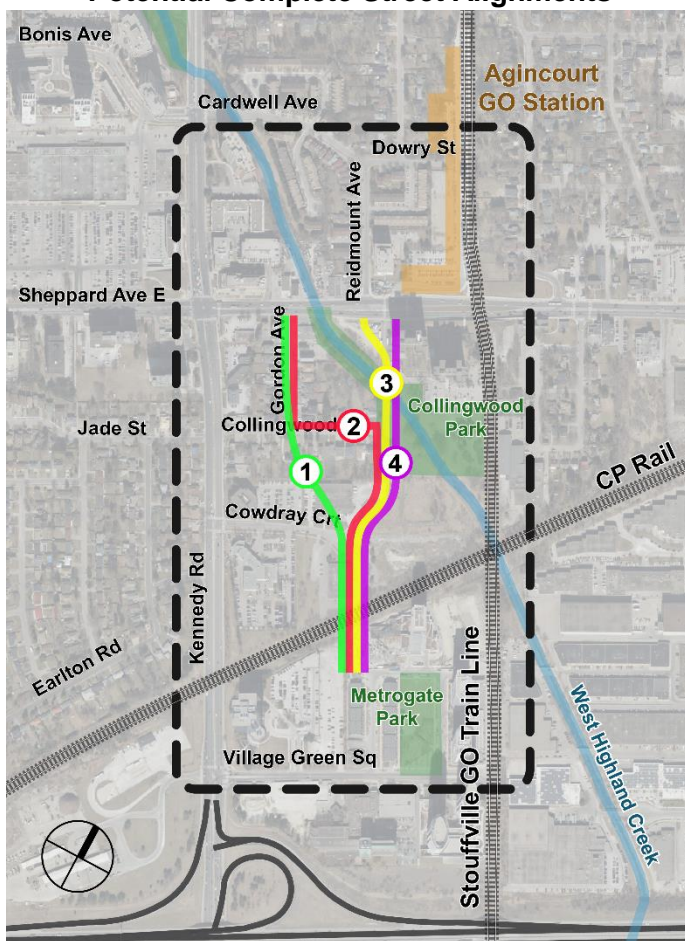 Potential Complete Street Alignments
Bonis Ave
Cardwell Ave
Agincourt
GO Station
Dowry St
Reidmount Ave
Sheppard Ave E
Gordon Ave
3
Collingwood
Park
Jade St
Collingwood
2
1
4
CP Rail
Cowdray Crt
Kennedy Rd
Earlton Rd
Metrogate
Park
Stouffville GO Train Line
West Highland Creek
Village Green Sq